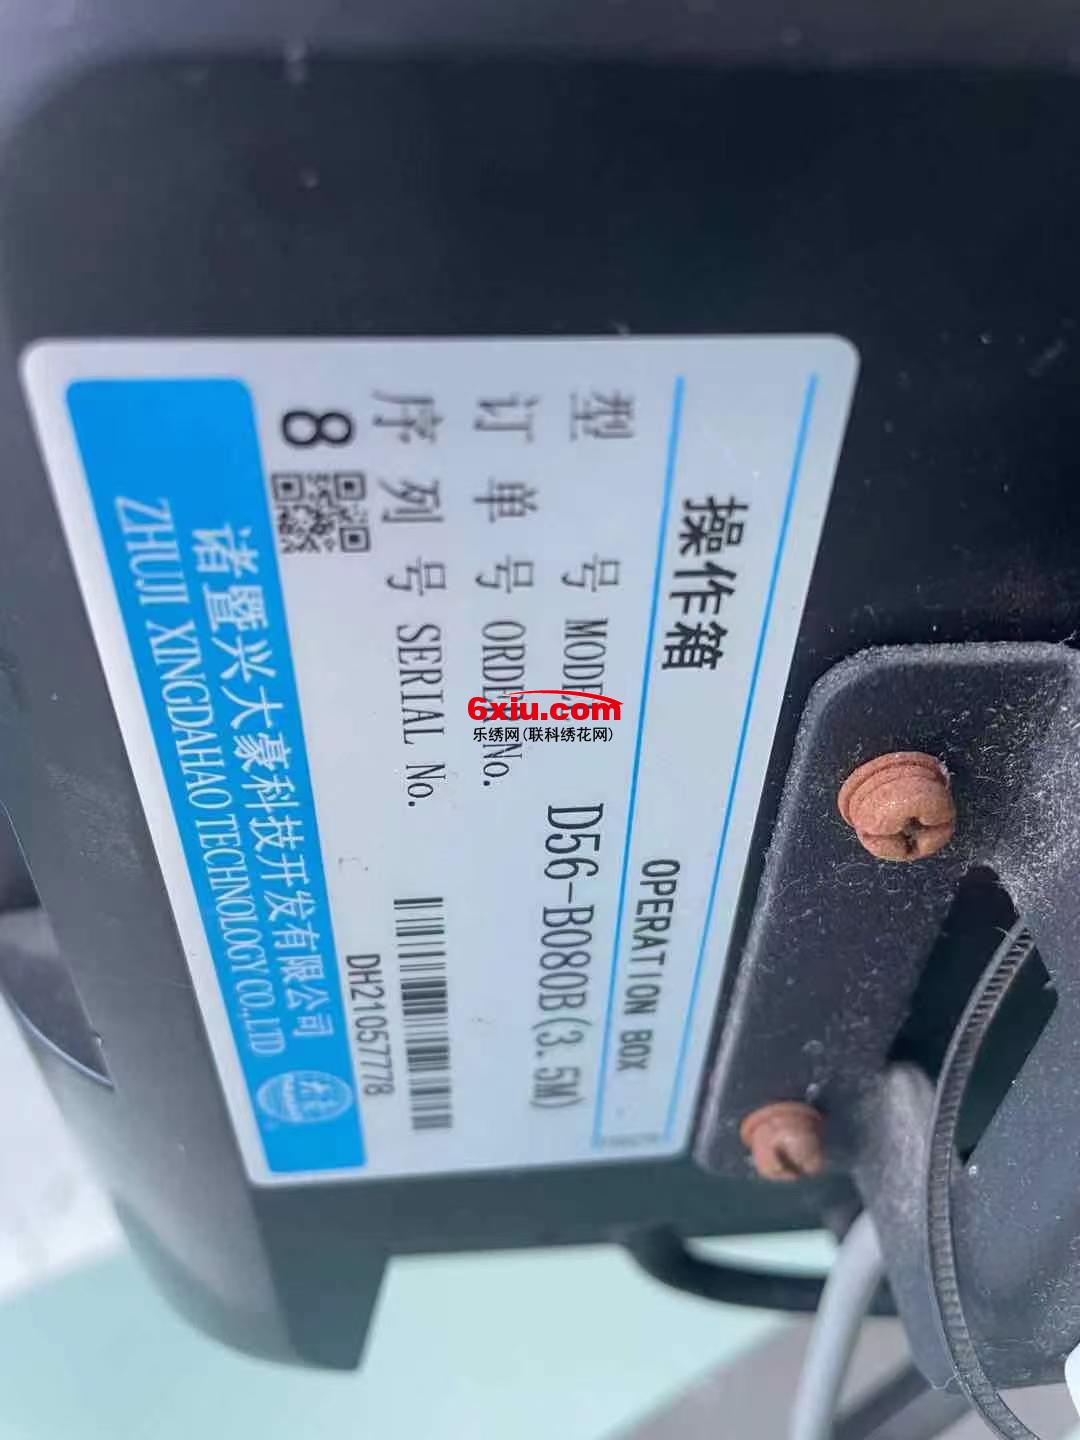 操作箱 OPERATION BOX
型 号 MODEL D56-B080B(3.5M)
订 单 号 ORDER No.
序 列 号 SERIAL No.
DH21057778
8
诸暨兴大豪科技开发有限公司
ZHUJI XINGDAHAO TECHNOLOGY CO.,LTD
6xiu.com
乐绣网(联科绣花网)